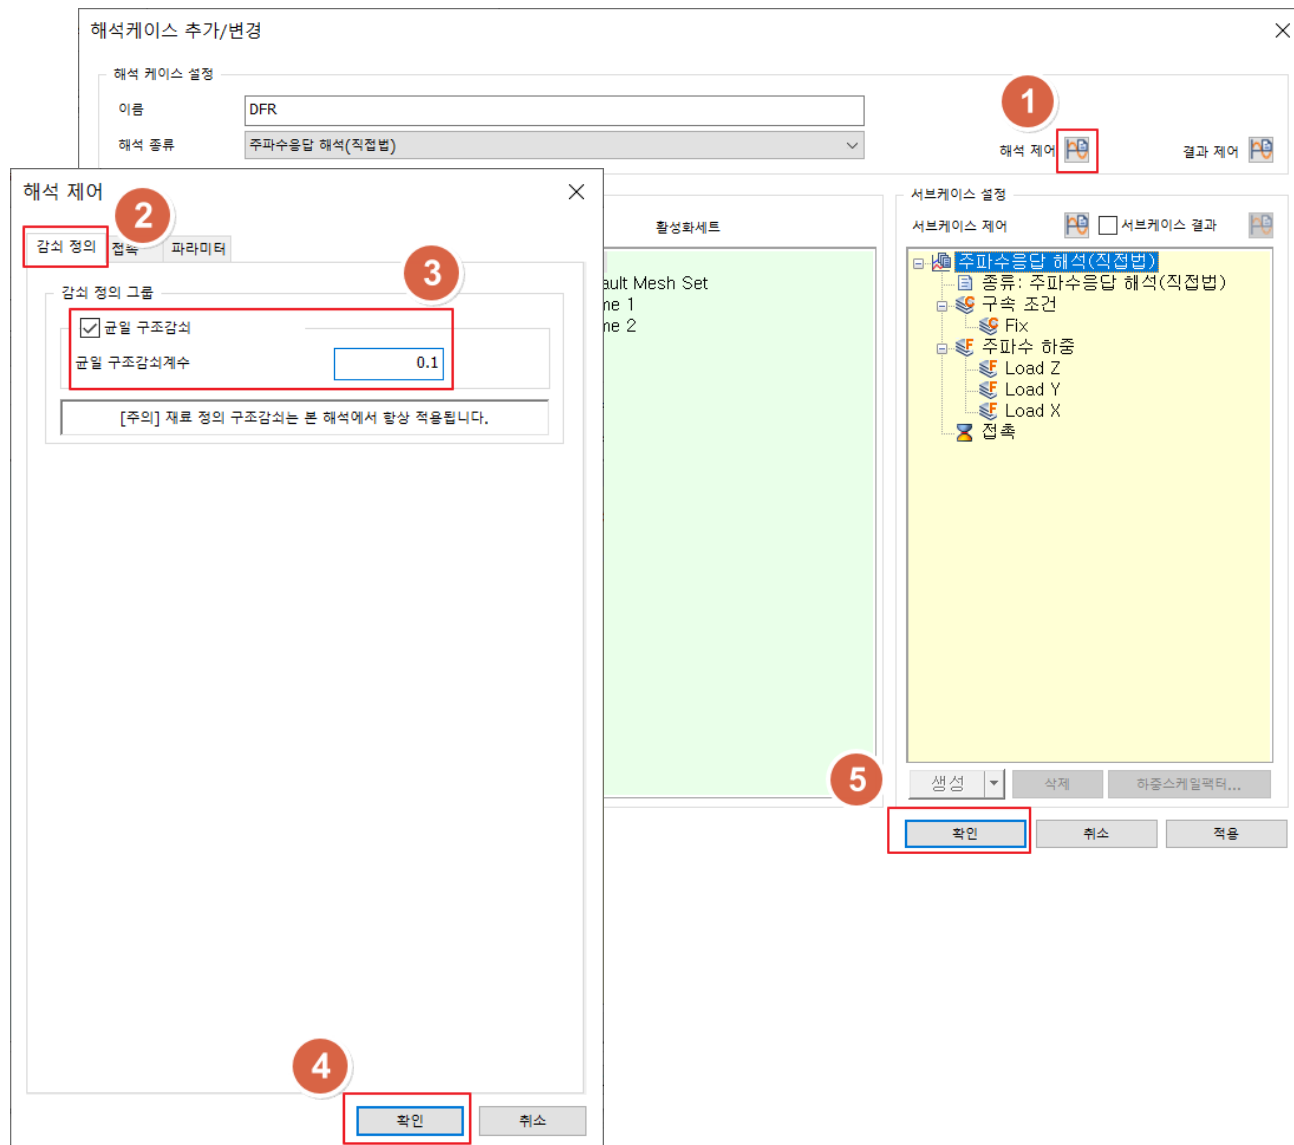 해석케이스 추가/변경
해석 케이스 설정
이름 DFR
해석 종류 주파수응답 해석(직접법)
1
해석 제어 결과 제어
해석 제어
2
감쇠 정의 접촉 파라미터
3
감쇠 정의 그룹
균일 구조감쇠
균일 구조감쇠계수 0.1
[주의] 재료 정의 구조감쇠는 본 해석에서 항상 적용됩니다.
4
확인 취소
활성화세트
ault Mesh Set
me 1
me 2
서브케이스 설정
서브케이스 제어 서브케이스 결과
주파수응답 해석(직접법)
종류: 주파수응답 해석(직접법)
구속 조건
Fix
주파수 하중
Load Z
Load Y
Load X
접촉
5
생성 삭제 하중스케일팩터...
확인 취소 적용